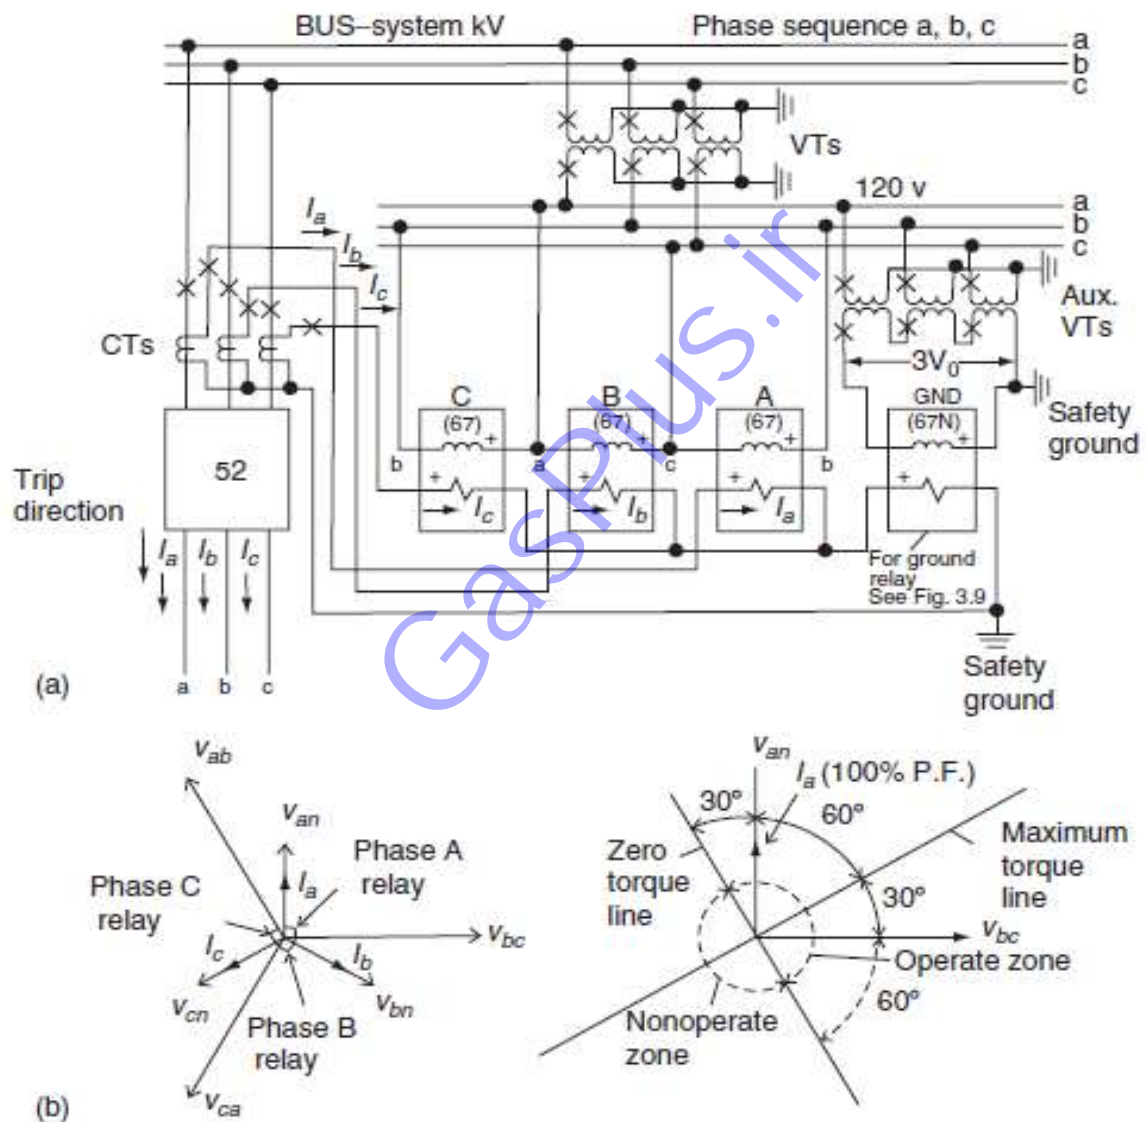 BUS–system kV
Phase sequence a, b, c
a
b
c
VTs
120 v
a
b
c
Ia
Ib
Ic
CTs
Aux.
VTs
3V0
C
(67)
+
b
+
Ic
B
(67)
+
a
+
Ib
A
(67)
+
c
+
Ia
b
GND
(67N)
+
+
Safety
ground
52
Trip
direction
Ia
Ib
Ic
For ground
relay
See Fig. 3.9
Safety
ground
a
b
c
(a)
GasPlus.ir
Vab
Van
Phase A
relay
Ia
Phase C
relay
Vbc
Ic
Ib
Vcn
Vbn
Phase B
relay
Vca
Van
Ia (100% P.F.)
30°
60°
Zero
torque
line
Maximum
torque
line
30°
Vbc
Operate zone
60°
Nonoperate
zone
(b)